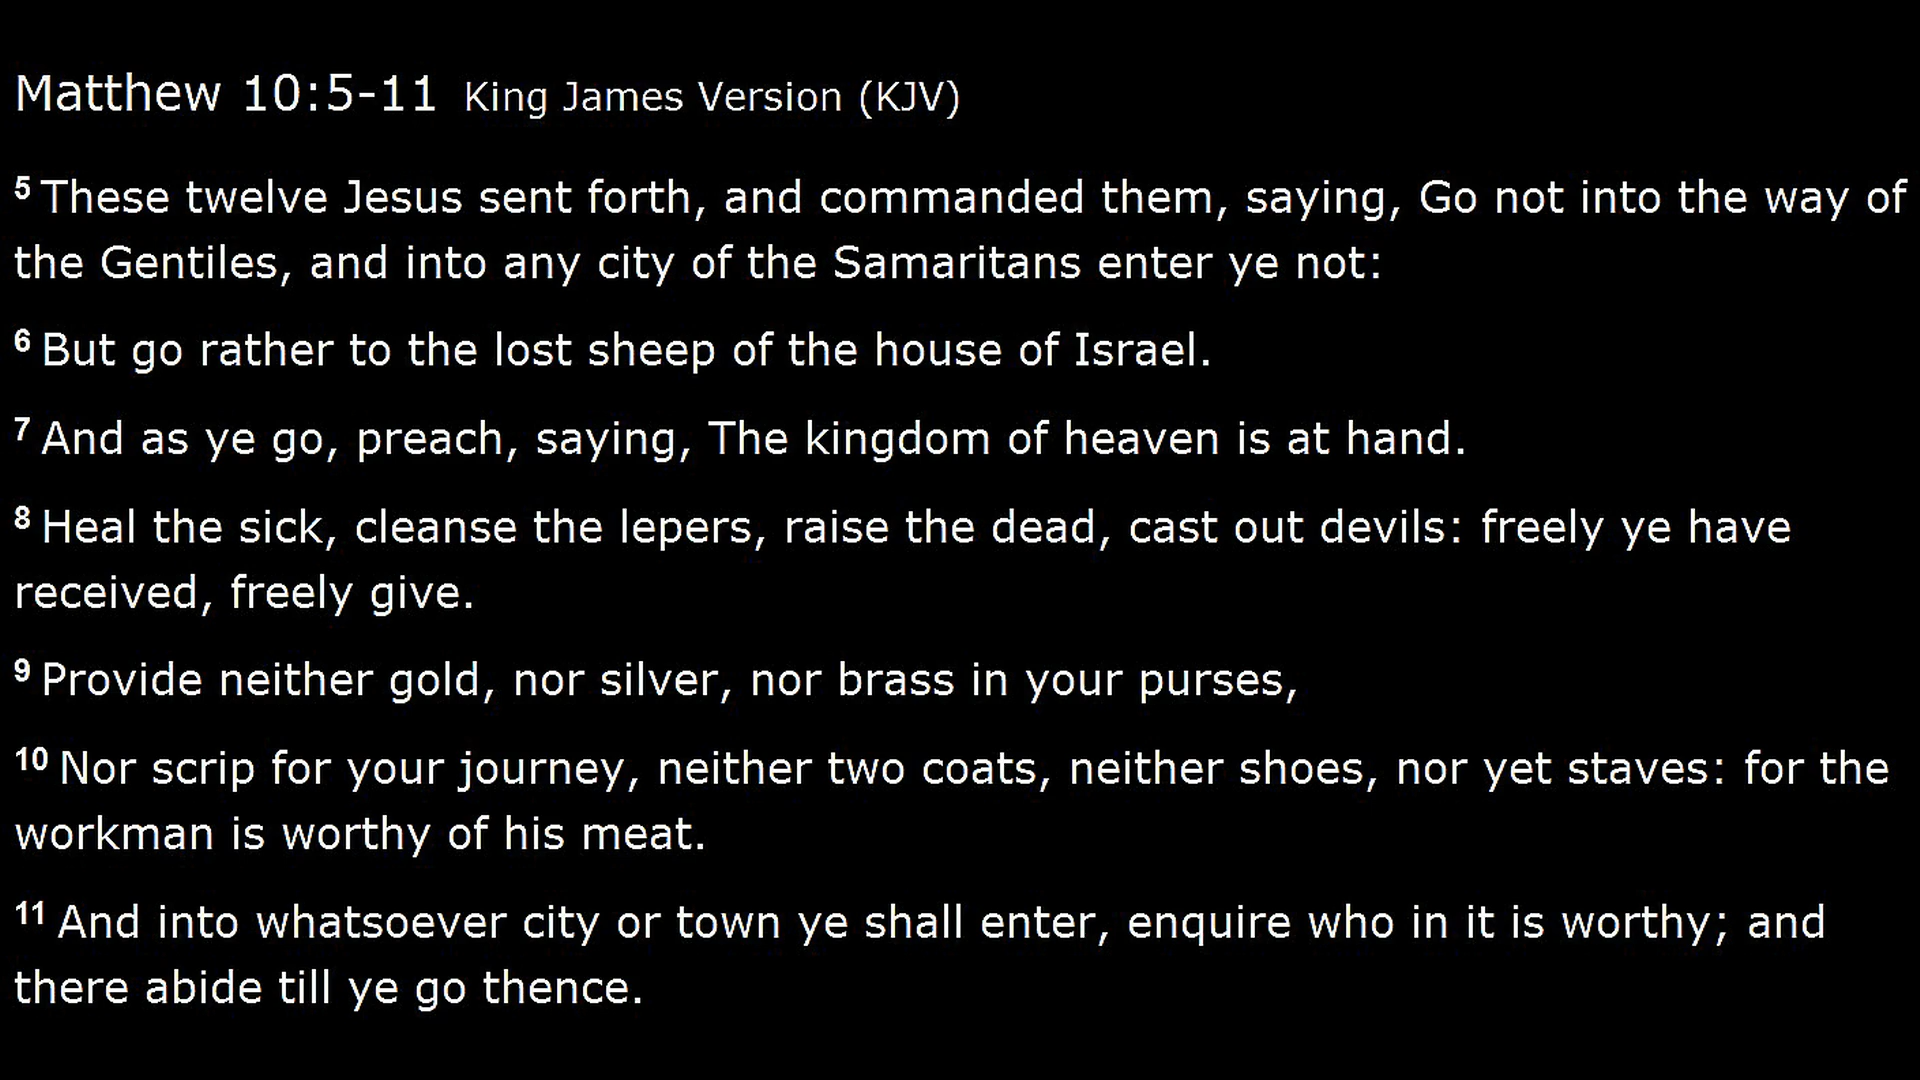 Matthew 10:5-11 King James Version (KJV)
5 These twelve Jesus sent forth, and commanded them, saying, Go not into the way of
the Gentiles, and into any city of the Samaritans enter ye not:
6 But go rather to the lost sheep of the house of Israel.
7 And as ye go, preach, saying, The kingdom of heaven is at hand.
8 Heal the sick, cleanse the lepers, raise the dead, cast out devils: freely ye have
received, freely give.
9 Provide neither gold, nor silver, nor brass in your purses,
10 Nor scrip for your journey, neither two coats, neither shoes, nor yet staves: for the
workman is worthy of his meat.
11 And into whatsoever city or town ye shall enter, enquire who in it is worthy; and
there abide till ye go thence.